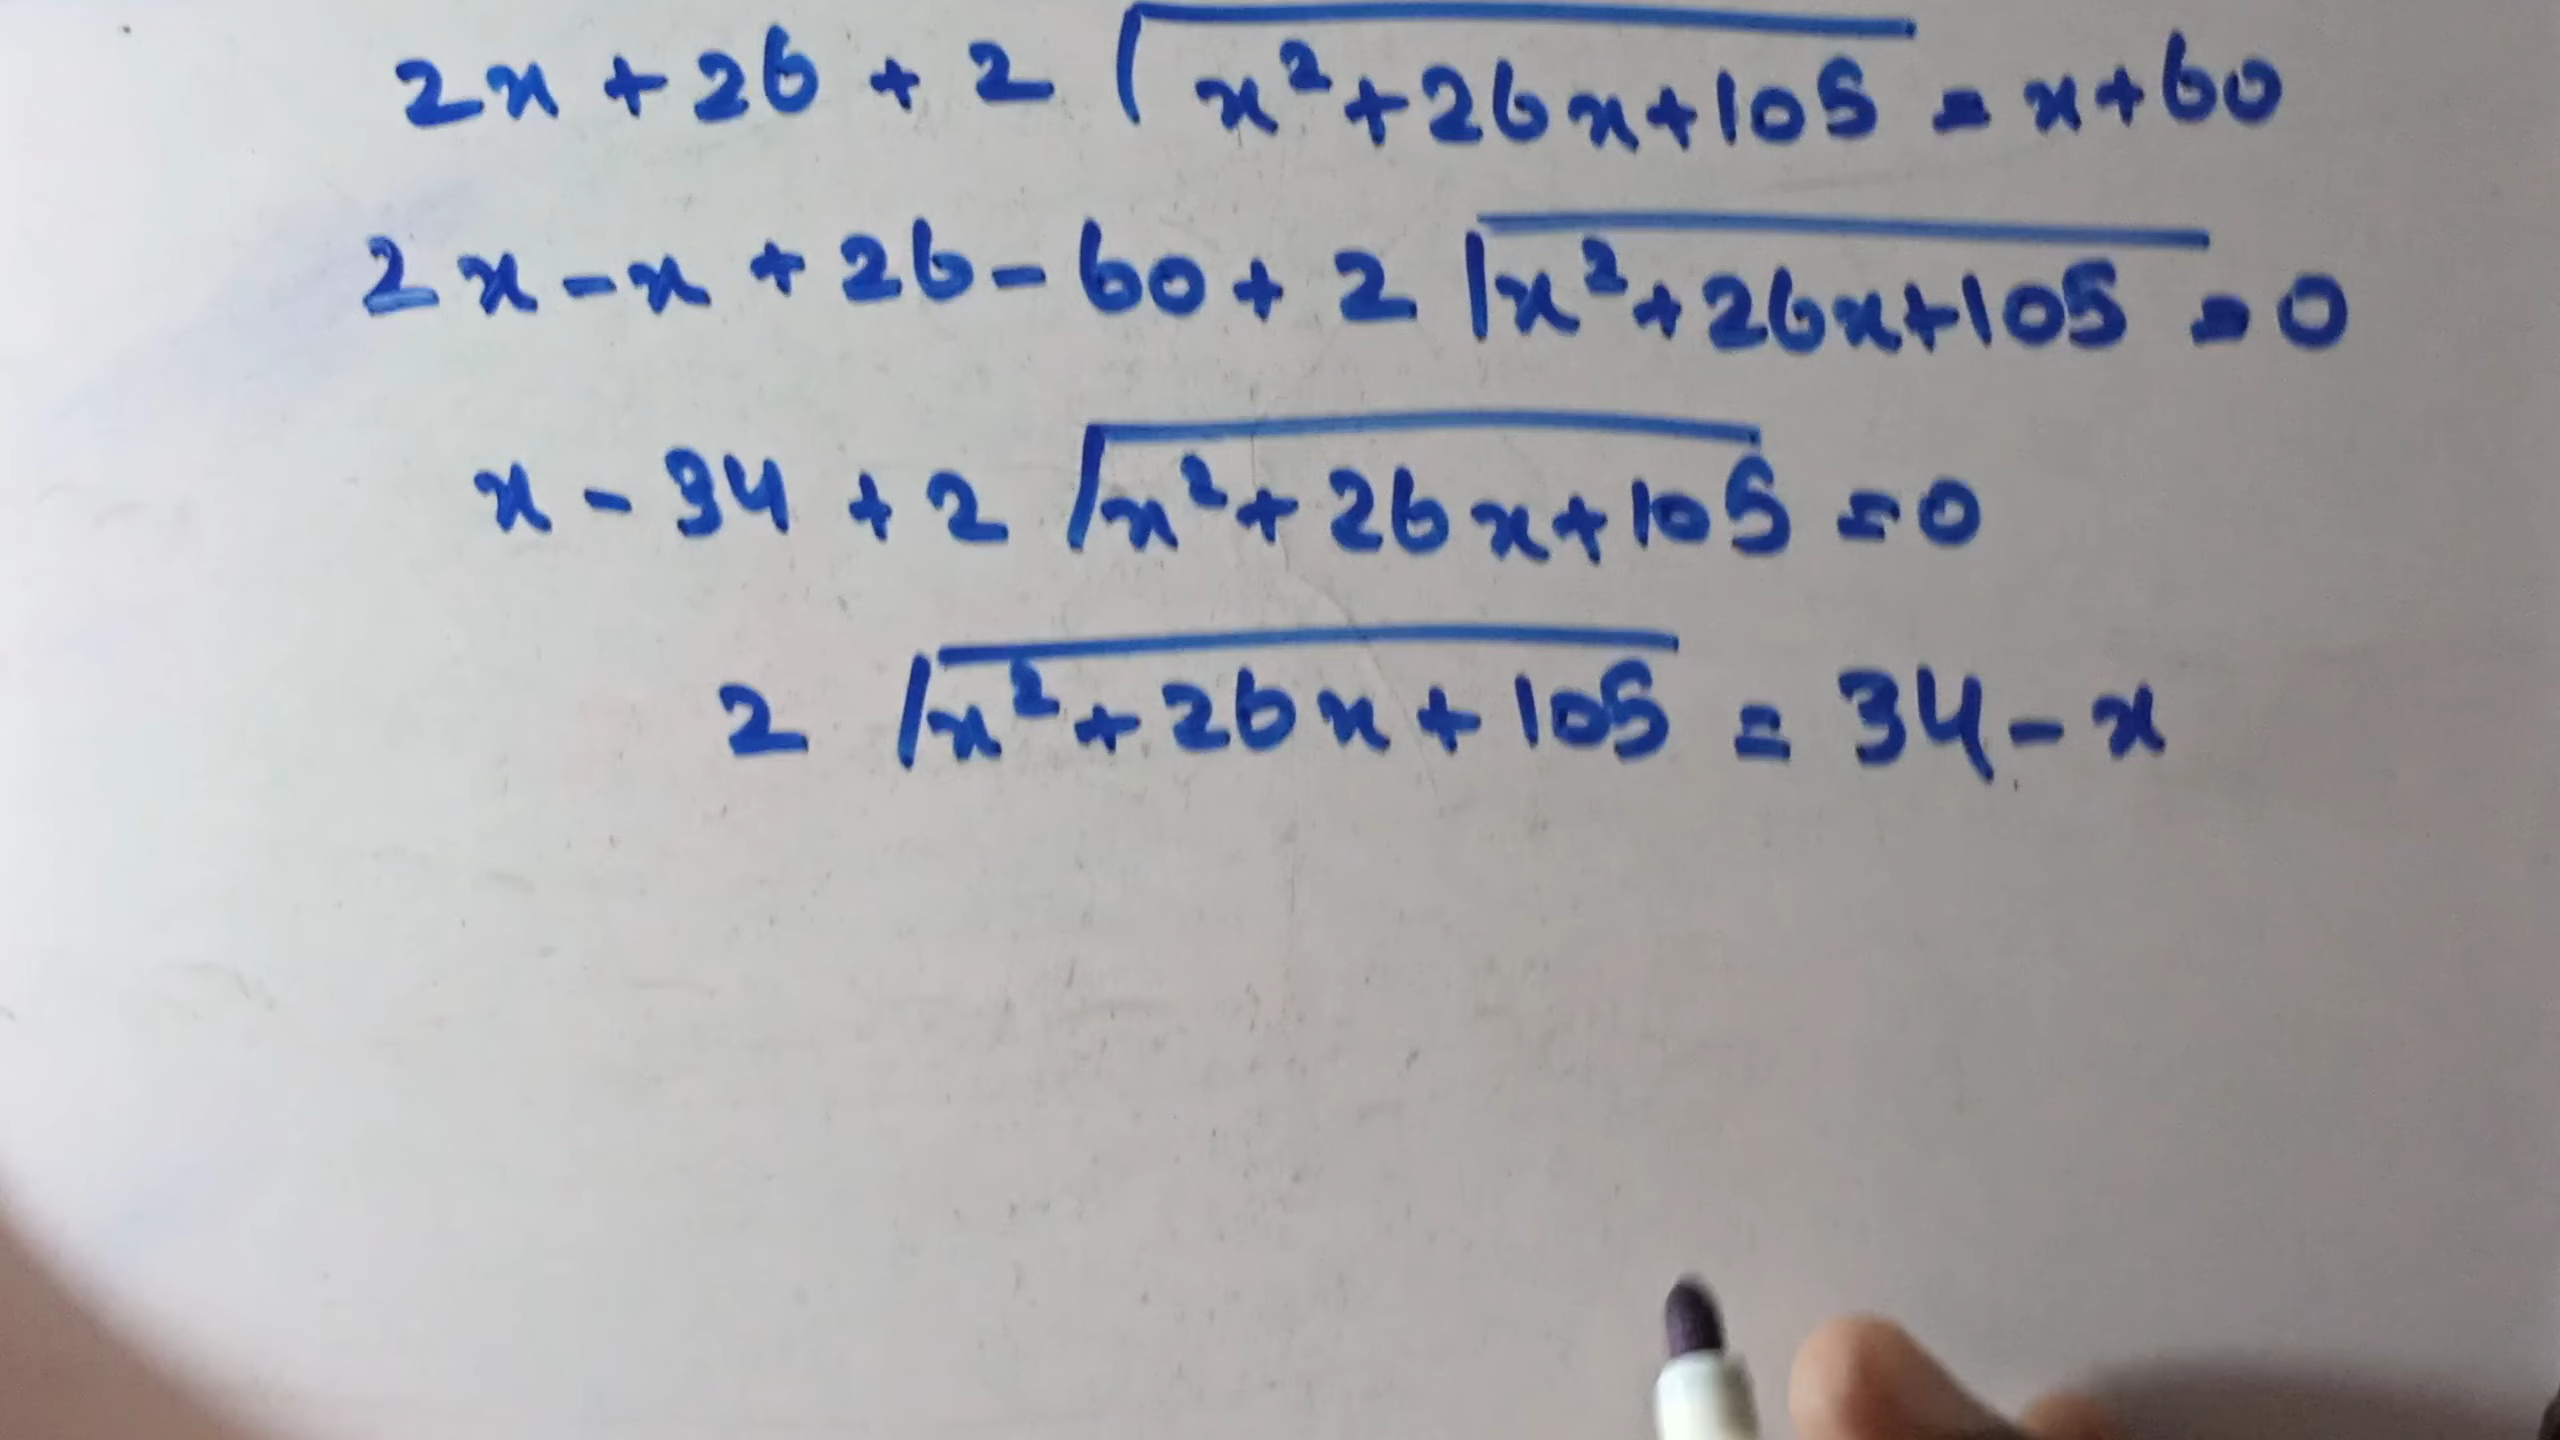 2x + 26 + 2 √x²+26x+105 = x+60
2x-x + 26-60 + 2 √x²+26x+105 = 0
x - 34 + 2 √x²+26x+105 = 0
2 √x²+26x+105 = 34-x